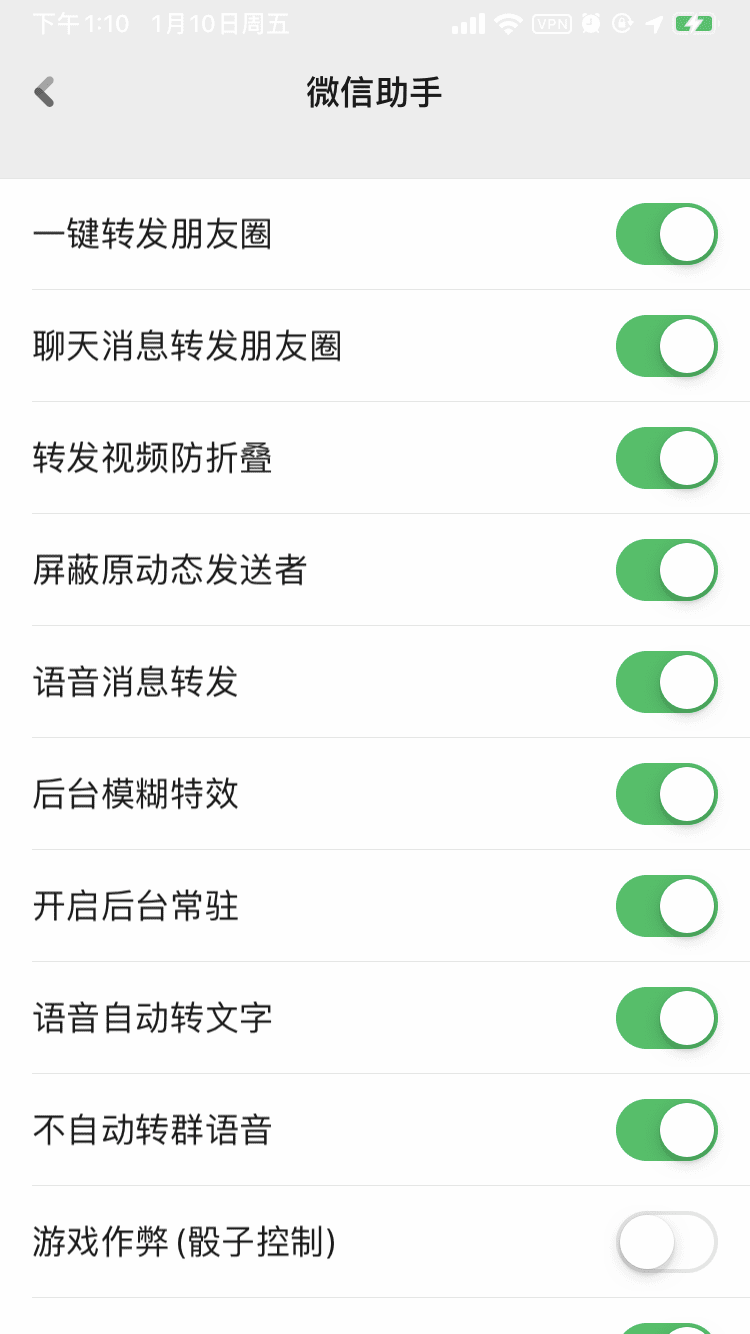 下午1:10 1月10日周五
VPN
微信助手
一键转发朋友圈
聊天消息转发朋友圈
转发视频防折叠
屏蔽原动态发送者
语音消息转发
后台模糊特效
开启后台常驻
语音自动转文字
不自动转群语音
游戏作弊 (骰子控制)